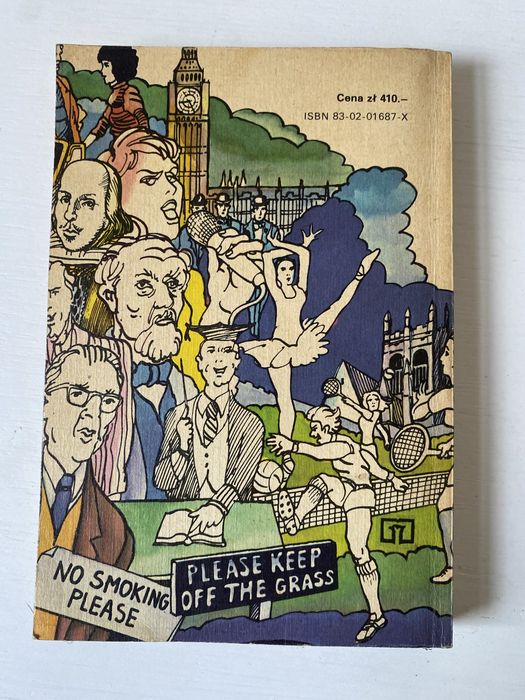 Cena zł 410.—
ISBN 83-02-01687-X
NO SMOKING
PLEASE
PLEASE KEEP
OFF THE GRASS